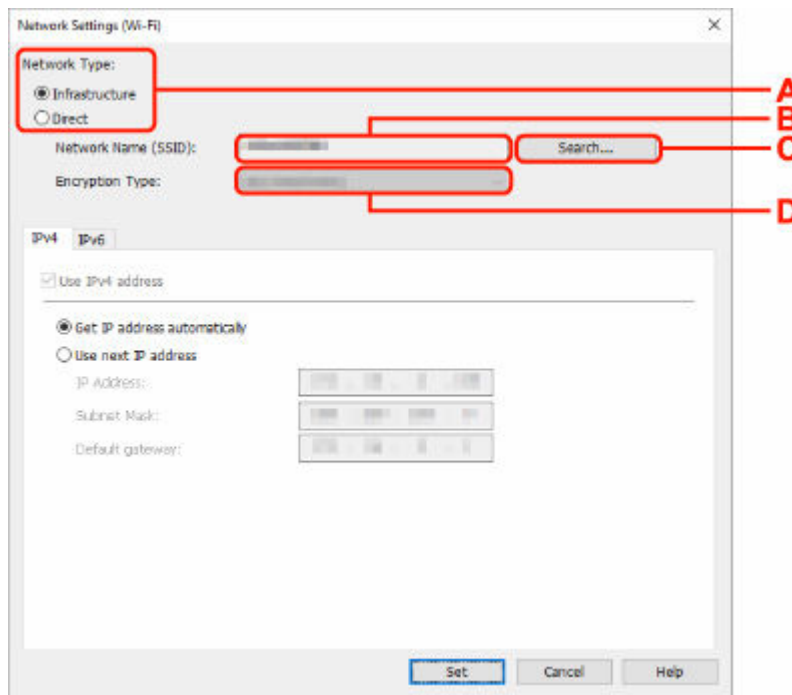 Network Settings (Wi-Fi)
Network Type:
Infrastructure
A
Direct
B
Network Name (SSID):
Search...
C
Encryption Type:
D
IPv4 IPv6
Use IPv4 address
Get IP address automatically
Use next IP address
IP Address:
Subnet Mask:
Default gateway:
Set Cancel Help